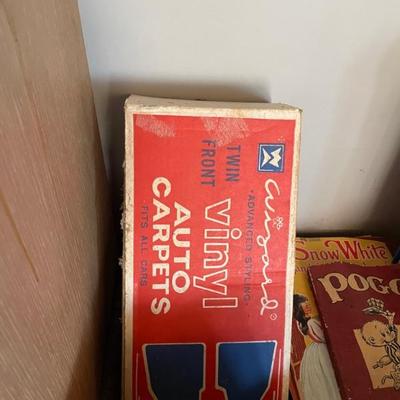 Wizard
·ADVANCED STYLING·
TWIN
FRONT
vinyl
AUTO
CARPETS
·FITS ALL CARS·
Snow White
POGO